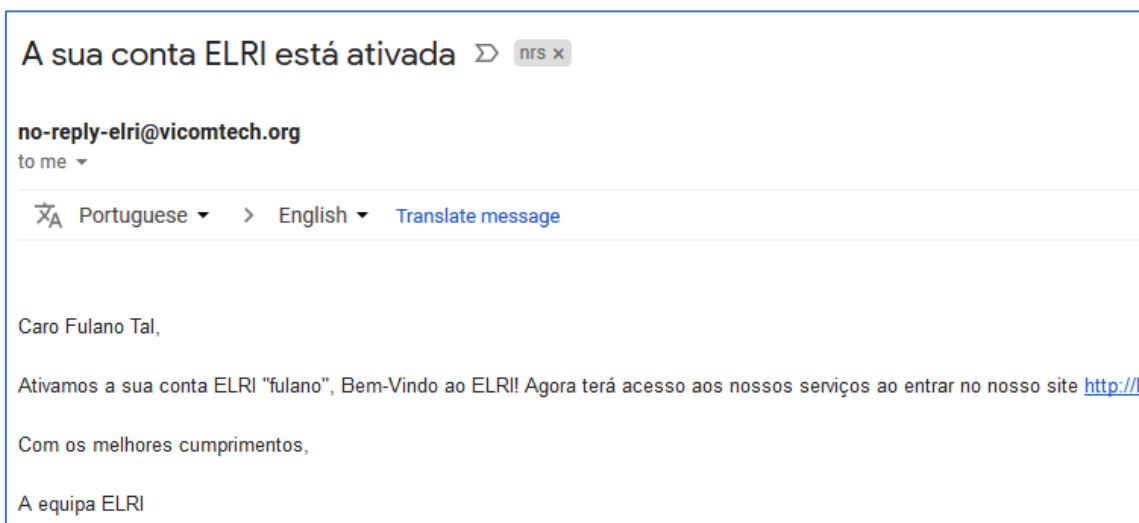 A sua conta ELRI está ativada nrs x
no-reply-elri@vicomtech.org
to me
Portuguese > English Translate message
Caro Fulano Tal,
Ativamos a sua conta ELRI "fulano", Bem-Vindo ao ELRI! Agora terá acesso aos nossos serviços ao entrar no nosso site http://
Com os melhores cumprimentos,
A equipa ELRI